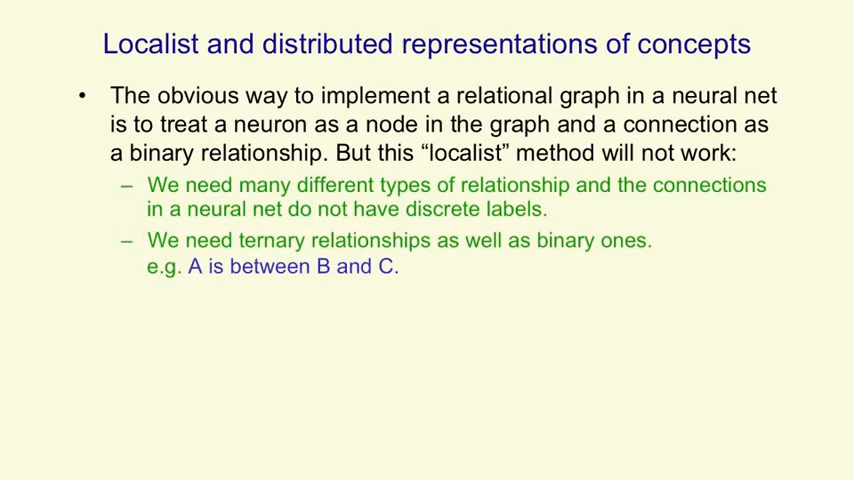 Localist and distributed representations of concepts
• The obvious way to implement a relational graph in a neural net
is to treat a neuron as a node in the graph and a connection as
a binary relationship. But this “localist” method will not work:
– We need many different types of relationship and the connections
in a neural net do not have discrete labels.
– We need ternary relationships as well as binary ones.
e.g. A is between B and C.